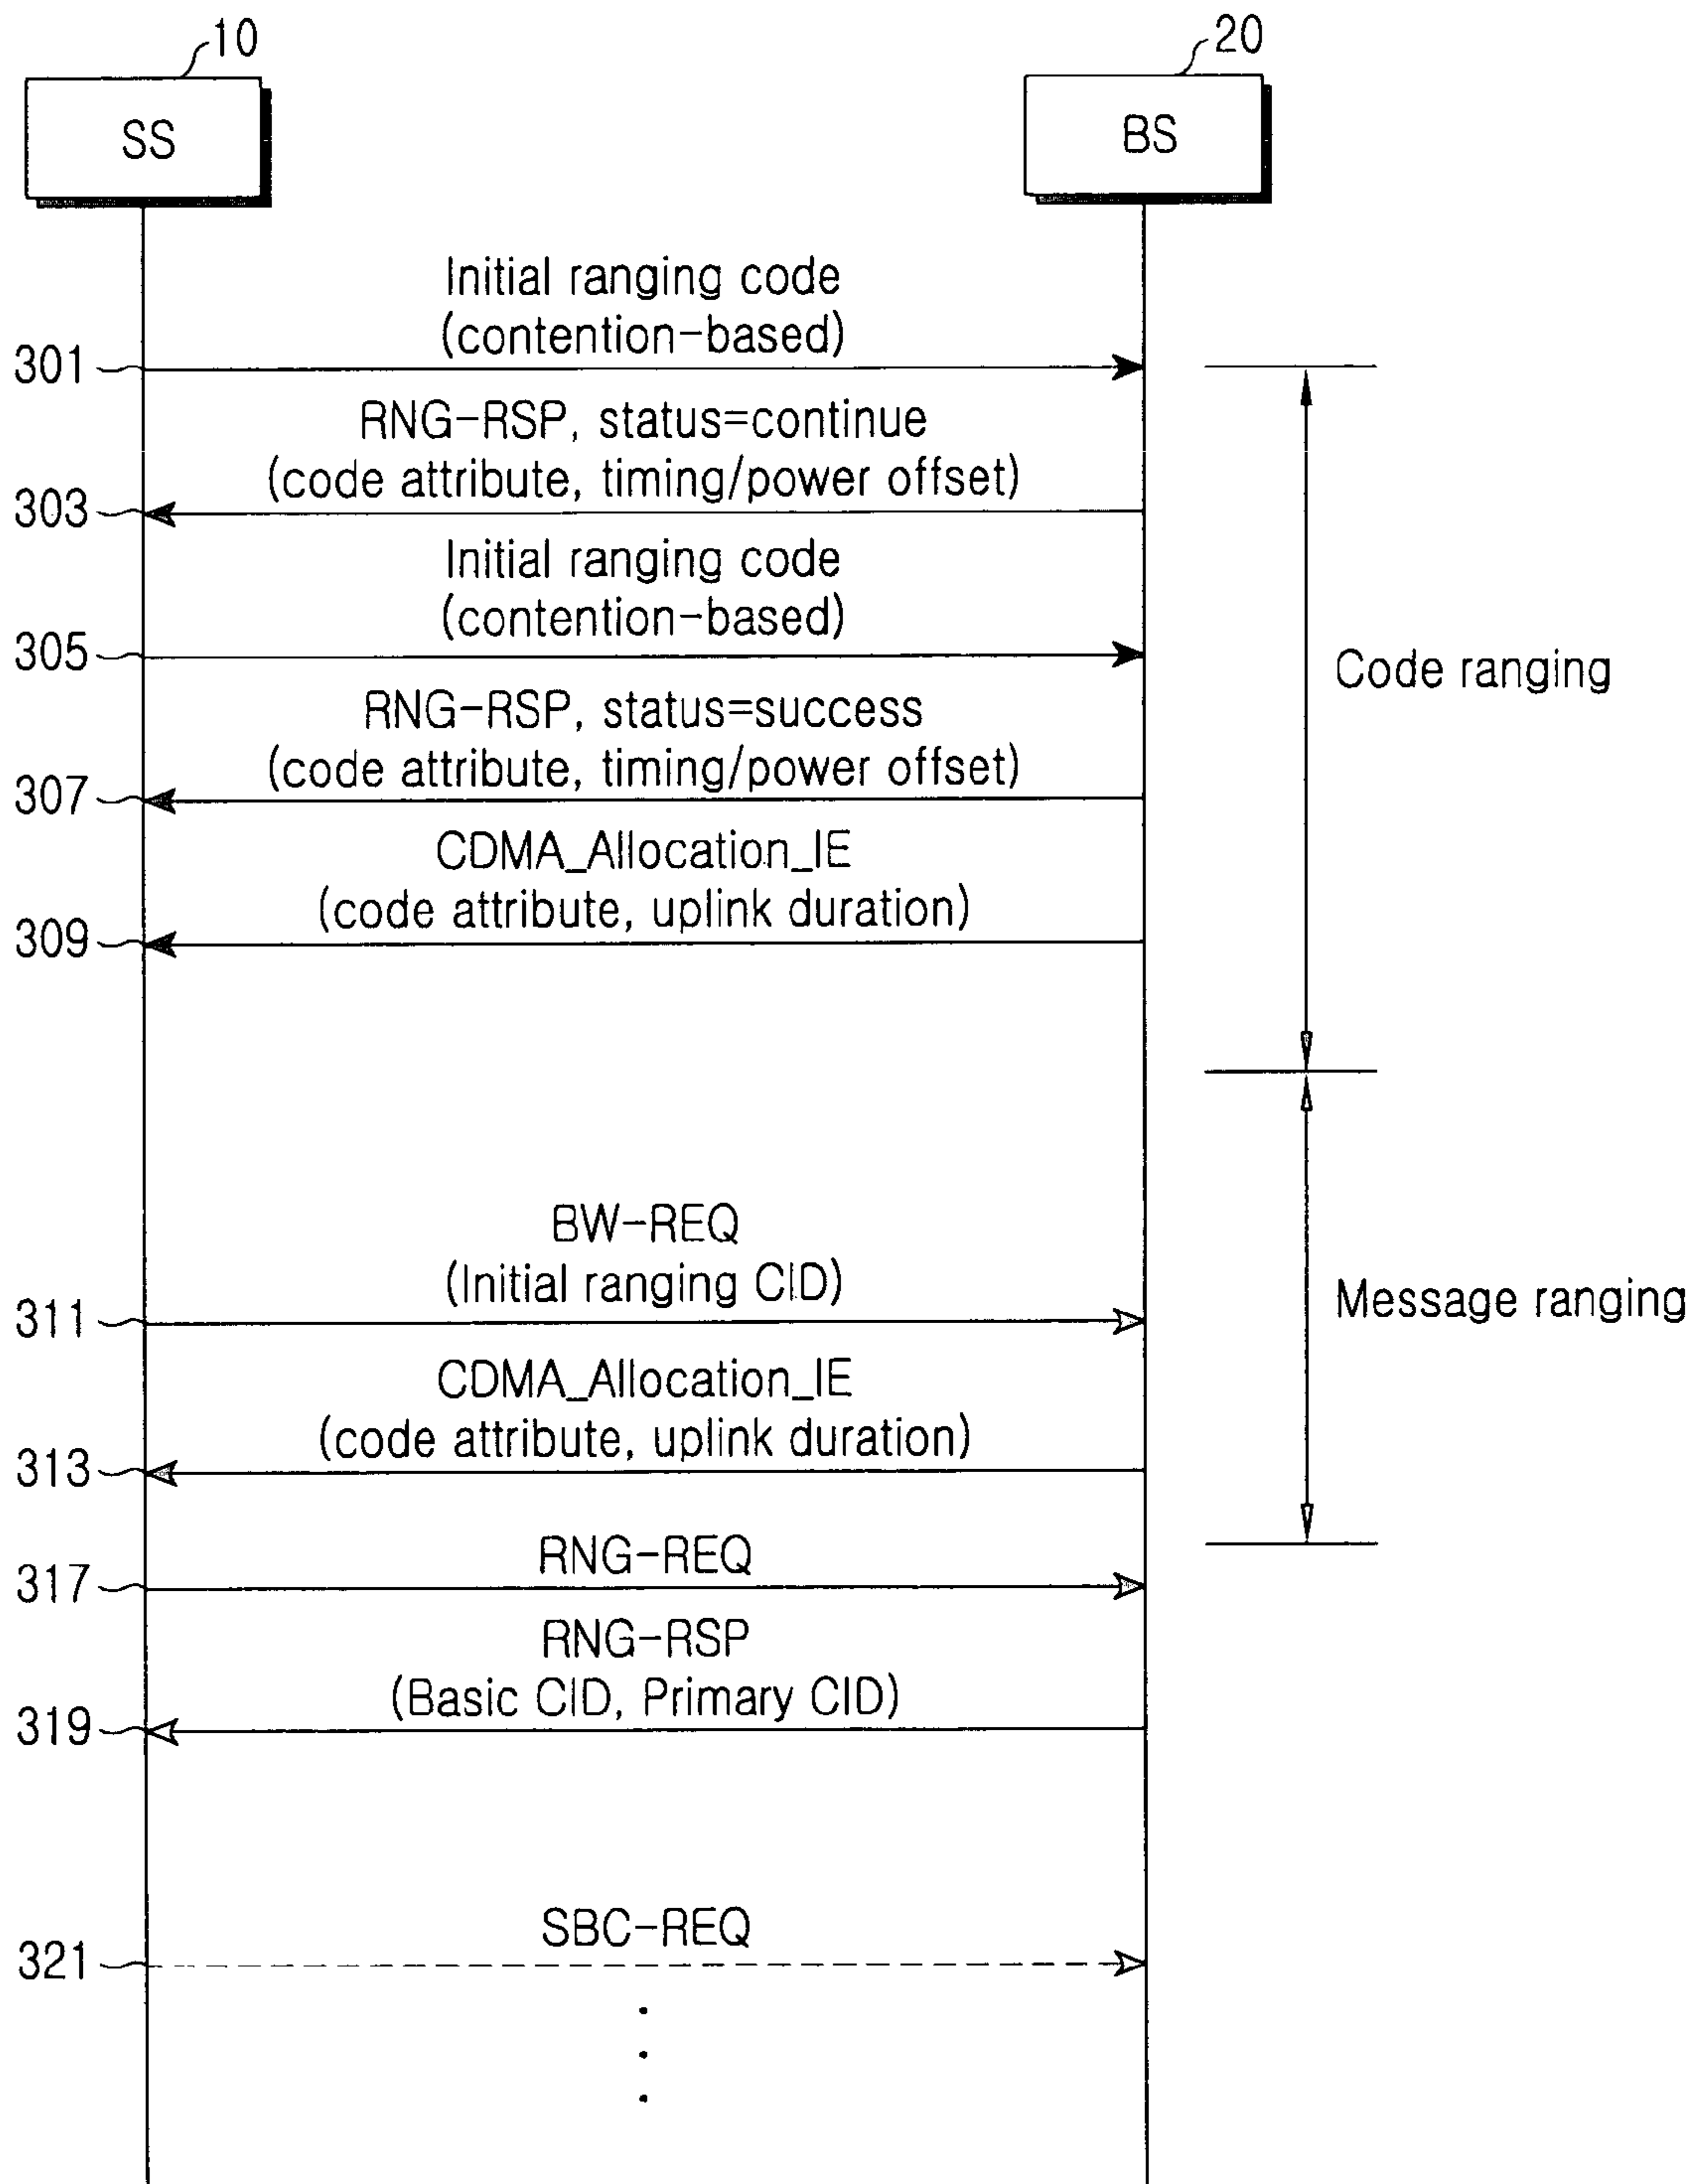 10
20
SS
BS
Initial ranging code
(contention-based)
301
RNG-RSP, status=continue
(code attribute, timing/power offset)
303
Initial ranging code
(contention-based)
305
Code ranging
RNG-RSP, status=success
(code attribute, timing/power offset)
307
CDMA_Allocation_IE
(code attribute, uplink duration)
309
BW-REQ
(Initial ranging CID)
311
Message ranging
CDMA_Allocation_IE
(code attribute, uplink duration)
313
RNG-REQ
317
RNG-RSP
(Basic CID, Primary CID)
319
SBC-REQ
321